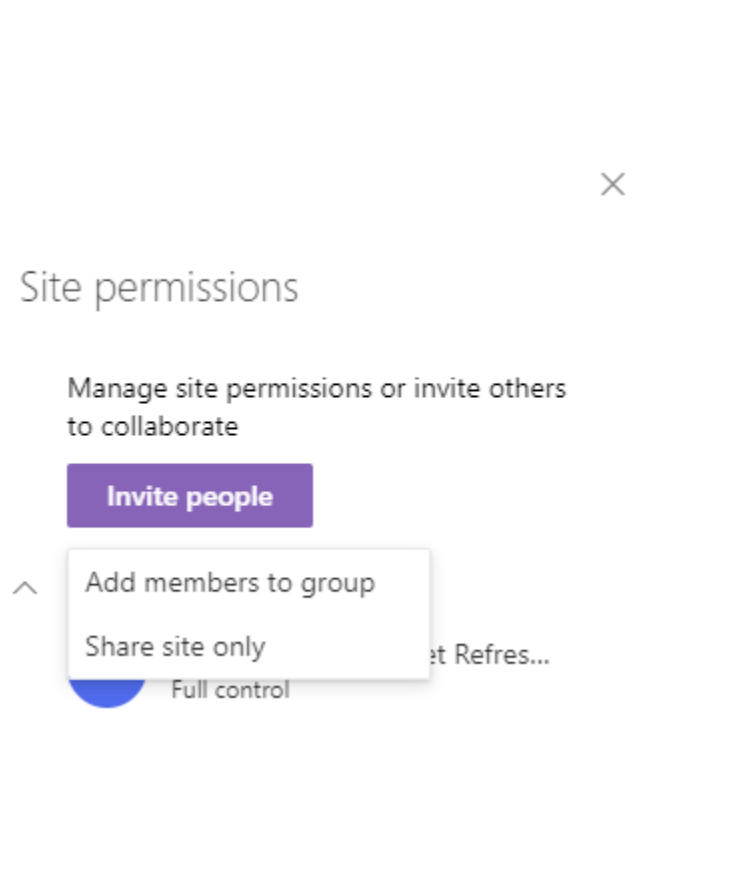 Site permissions
Manage site permissions or invite others
to collaborate
Invite people
Add members to group
Share site only
et Refres...
Full control